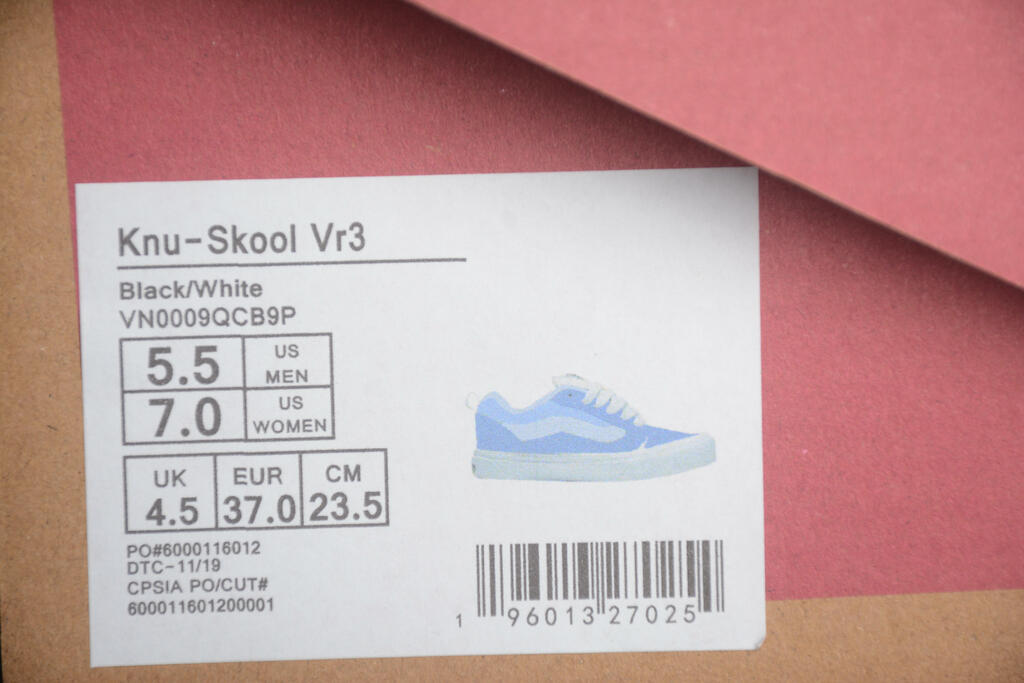 Knu-Skool Vr3
Black/White
VN0009QCB9P
5.5 US MEN
7.0 US WOMEN
UK EUR CM
4.5 37.0 23.5
PO#6000116012
DTC-11/19
CPSIA PO/CUT#
600011601200001
1 96013 27025